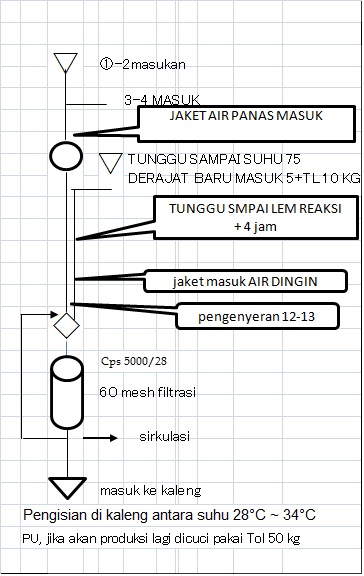 ①-2masukan
3-4 MASUK
JAKET AIR PANAS MASUK
TUNGGU SAMPAI SUHU 75
DERAJAT BARU MASUK 5+TL10 KG
TUNGGU SMPAI LEM REAKSI
+ 4 jam
jaket masuk AIR DINGIN
pengenyeran 12-13
Cps 5000/28
60 mesh filtrasi
sirkulasi
masuk ke kaleng
Pengisian di kaleng antara suhu 28°C ~ 34°C
PU, jika akan produksi lagi dicuci pakai Tol 50 kg